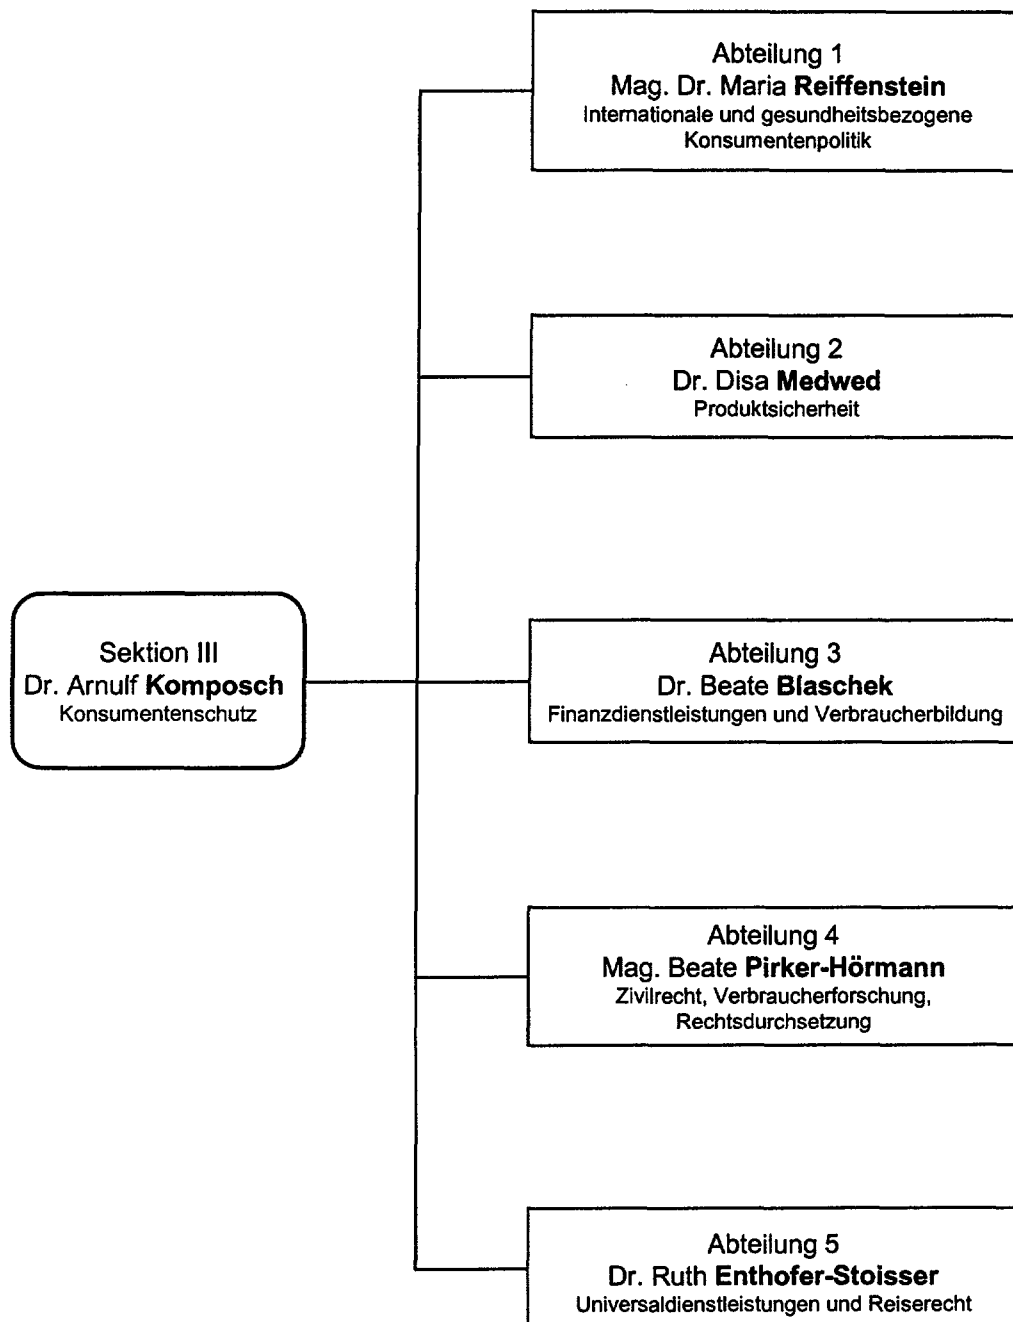 Abteilung 1
Mag. Dr. Maria Reiffenstein
Internationale und gesundheitsbezogene
Konsumentenpolitik
Abteilung 2
Dr. Disa Medwed
Produktsicherheit
Sektion III
Dr. Arnulf Komposch
Konsumentenschutz
Abteilung 3
Dr. Beate Blaschek
Finanzdienstleistungen und Verbraucherbildung
Abteilung 4
Mag. Beate Pirker-Hörmann
Zivilrecht, Verbraucherforschung,
Rechtsdurchsetzung
Abteilung 5
Dr. Ruth Enthofer-Stoisser
Universaldienstleistungen und Reiserecht